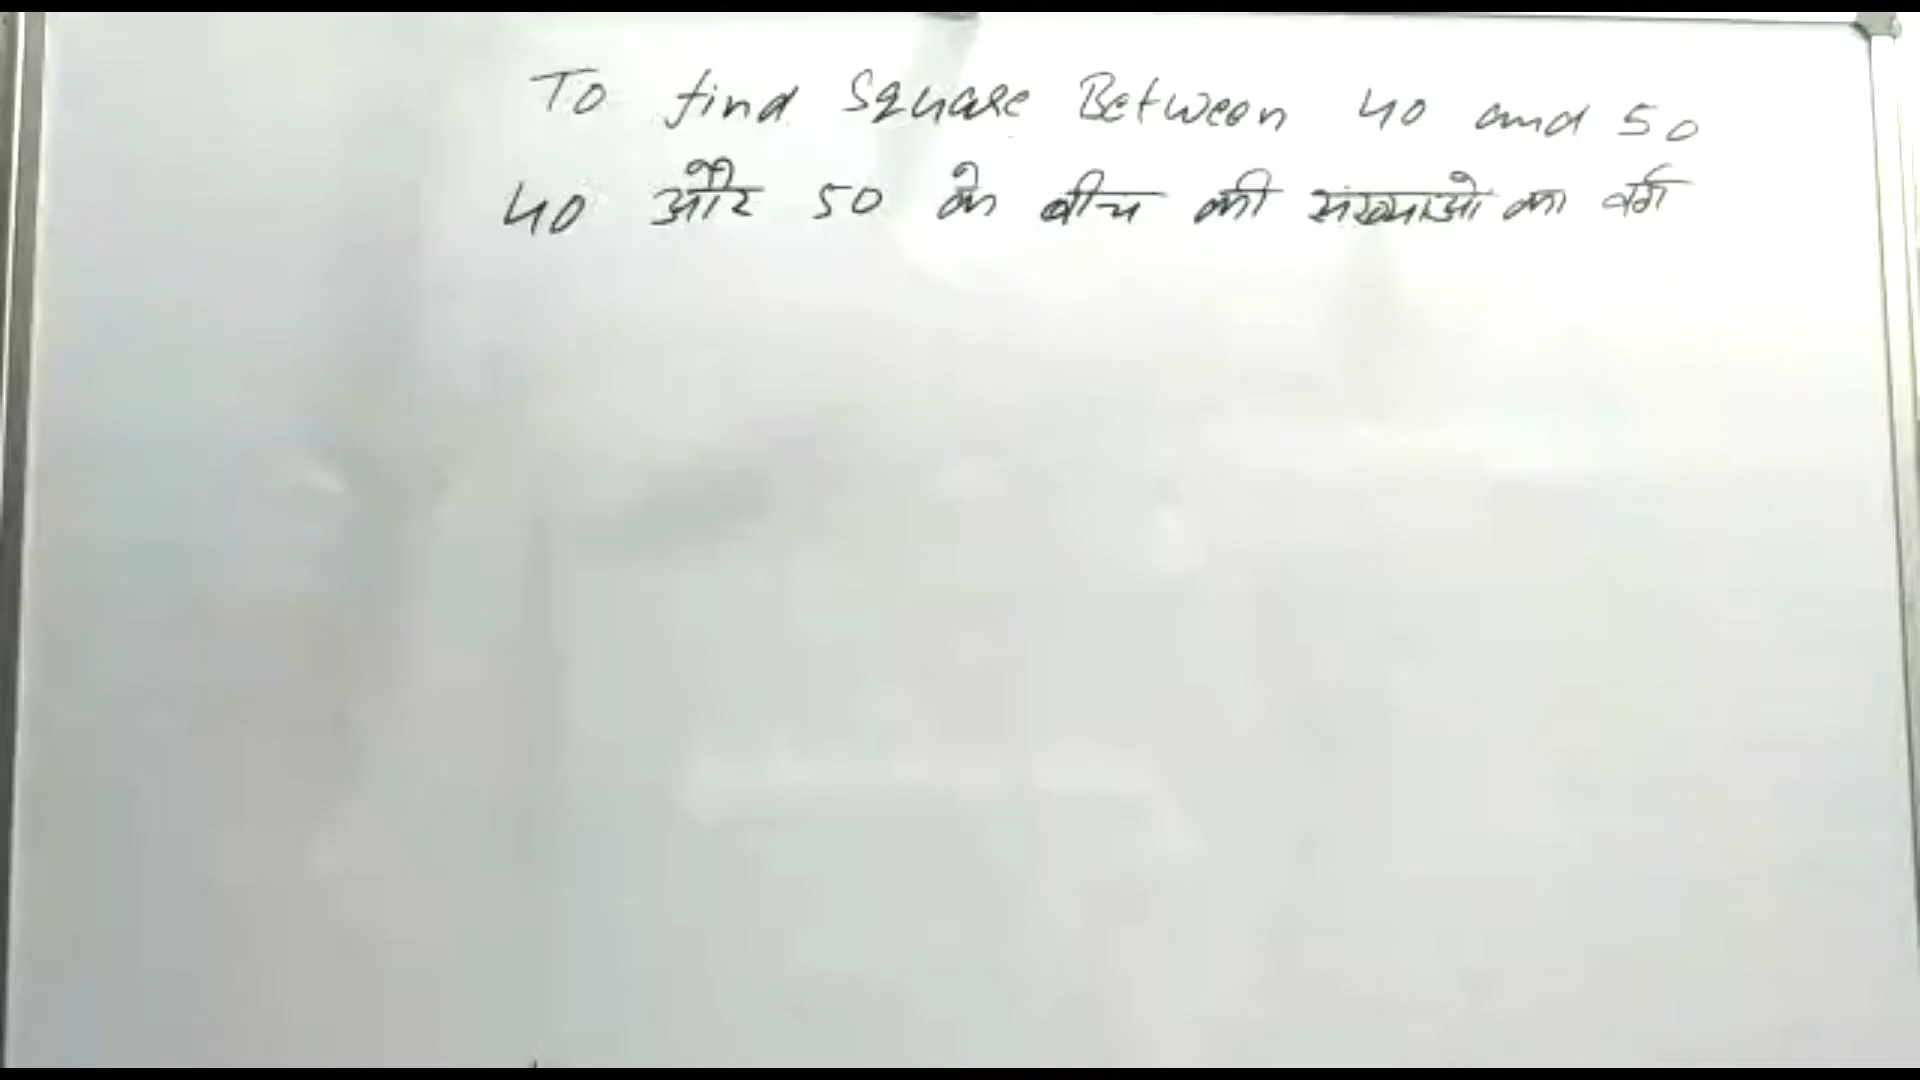 To find Square Between 40 and 50
40 और 50 के बीच की संख्याओ का वर्ग